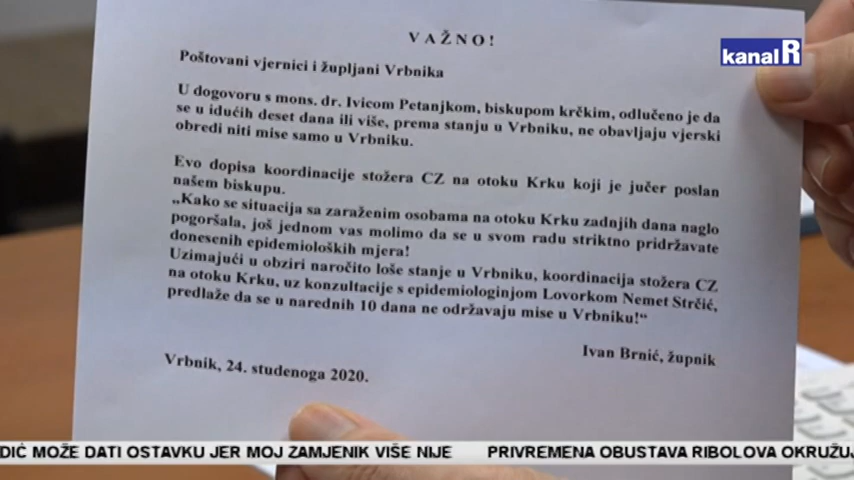 VAŽNO!
kanalR
Poštovani vjernici i župljani Vrbnika
U dogovoru s mons. dr. Ivicom Petanjkom, biskupom krčkim, odlučeno je da
se u idućih deset dana ili više, prema stanju u Vrbniku, ne obavljaju vjerski
obredi niti mise samo u Vrbniku.
Evo dopisa koordinacije stožera CZ na otoku Krku koji je jučer poslan
našem biskupu.
„Kako se situacija sa zaraženim osobama na otoku Krku zadnjih dana naglo
pogoršala, još jednom vas molimo da se u svom radu striktno pridržavate
donesenih epidemioloških mjera!
Uzimajući u obziri naročito loše stanje u Vrbniku, koordinacija stožera CZ
na otoku Krku, uz konzultacije s epidemiologinjom Lovorkom Nemet Strčić,
predlaže da se u narednih 10 dana ne održavaju mise u Vrbniku!“
Ivan Brnić, župnik
Vrbnik, 24. studenoga 2020.
DIĆ MOŽE DATI OSTAVKU JER MOJ ZAMJENIK VIŠE NIJE PRIVREMENA OBUSTAVA RIBOLOVA OKRUŽUJ